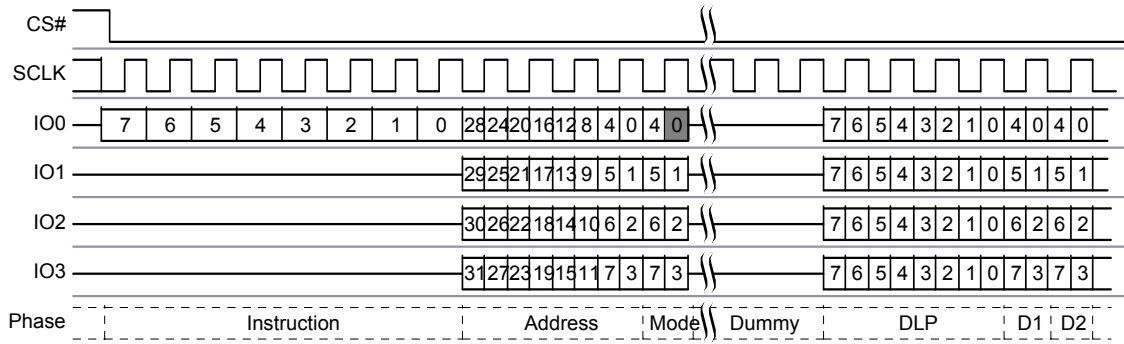 CS#
SCLK
IO0 7 6 5 4 3 2 1 0 28 24 20 16 12 8 4 0 4 0 7 6 5 4 3 2 1 0 4 0 4 0
IO1 29 25 21 17 13 9 5 1 5 1 7 6 5 4 3 2 1 0 5 1 5 1
IO2 30 26 22 18 14 10 6 2 6 2 7 6 5 4 3 2 1 0 6 2 6 2
IO3 31 27 23 19 15 11 7 3 7 3 7 6 5 4 3 2 1 0 7 3 7 3
Phase Instruction Address Mode Dummy DLP D1 D2